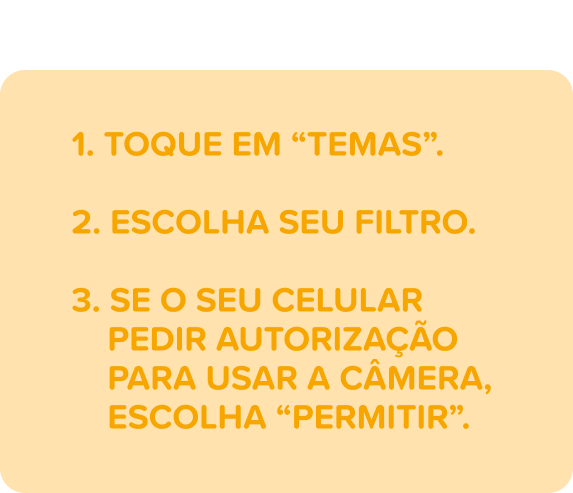 1. TOQUE EM “TEMAS”.
2. ESCOLHA SEU FILTRO.
3. SE O SEU CELULAR
PEDIR AUTORIZAÇÃO
PARA USAR A CÂMERA,
ESCOLHA “PERMITIR”.